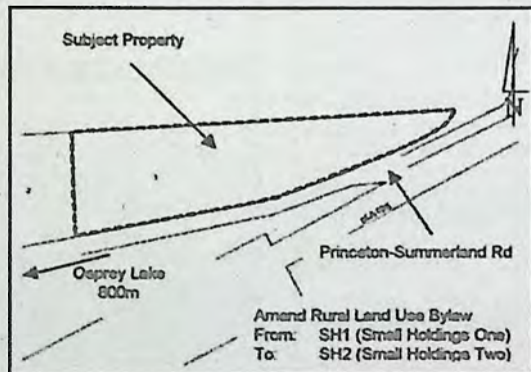 Subject Property
2
Princeton-Summerland Rd
Osprey Lake
800m
Amend Rural Land Use Bylaw
From: SH1 (Small Holdings One)
To: SH2 (Small Holdings Two)